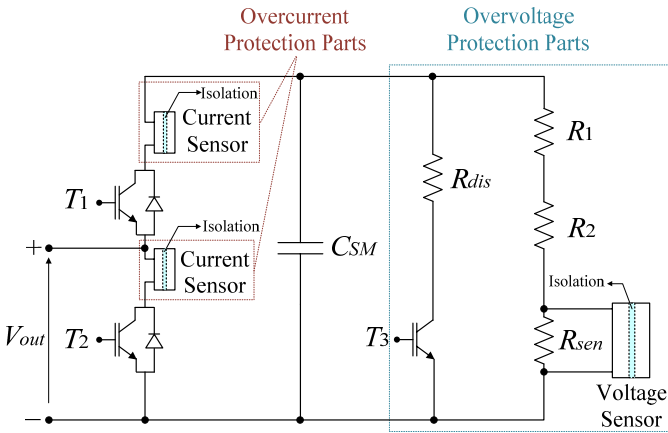 Overcurrent
Protection Parts
Overvoltage
Protection Parts
Isolation
Current
Sensor
T1
R1
Rdis
R2
+
Isolation
Current
Sensor
CSM
Isolation
Vout
T2
T3
Rsen
Voltage
Sensor
−